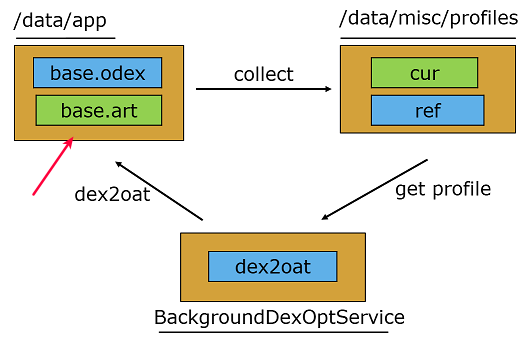 /data/app
/data/misc/profiles
base.odex
cur
collect
base.art
ref
dex2oat
get profile
dex2oat
BackgroundDexOptService